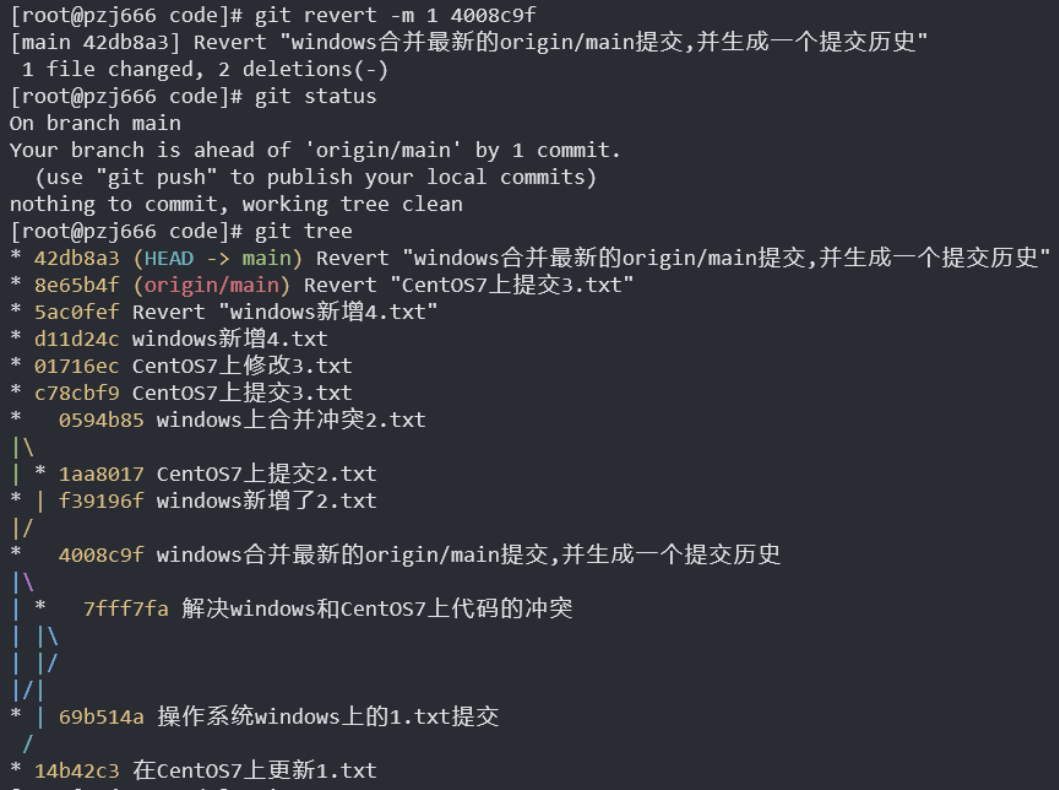 [root@pzj666 code]# git revert -m 1 4008c9f
[main 42db8a3] Revert "windows合并最新的origin/main提交,并生成一个提交历史"
 1 file changed, 2 deletions(-)
[root@pzj666 code]# git status
On branch main
Your branch is ahead of 'origin/main' by 1 commit.
  (use "git push" to publish your local commits)
nothing to commit, working tree clean
[root@pzj666 code]# git tree
* 42db8a3 (HEAD -> main) Revert "windows合并最新的origin/main提交,并生成一个提交历史"
* 8e65b4f (origin/main) Revert "CentOS7上提交3.txt"
* 5ac0fef Revert "windows新增4.txt"
* d11d24c windows新增4.txt
* 01716ec CentOS7上修改3.txt
* c78cbf9 CentOS7上提交3.txt
*   0594b85 windows上合并冲突2.txt
|\
| * 1aa8017 CentOS7上提交2.txt
* | f39196f windows新增了2.txt
|/
*   4008c9f windows合并最新的origin/main提交,并生成一个提交历史
|\
| *   7fff7fa 解决windows和CentOS7上代码的冲突
| |\
| |/
|/|
* | 69b514a 操作系统windows上的1.txt提交
 /
* 14b42c3 在CentOS7上更新1.txt